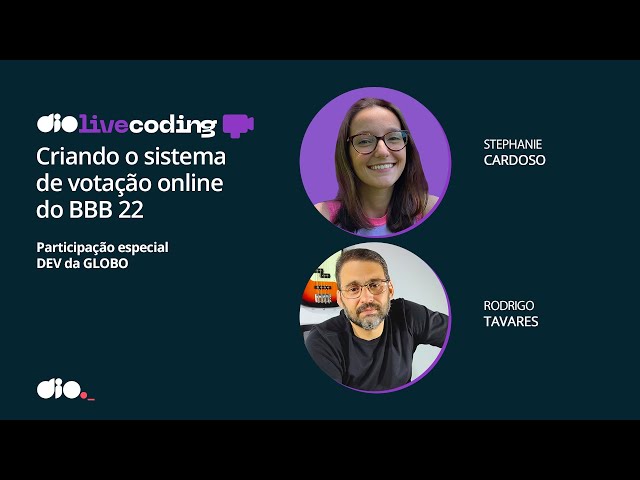 dio livecoding
Criando o sistema
de votação online
do BBB 22
Participação especial
DEV da GLOBO
STEPHANIE
CARDOSO
RODRIGO
TAVARES
dio._